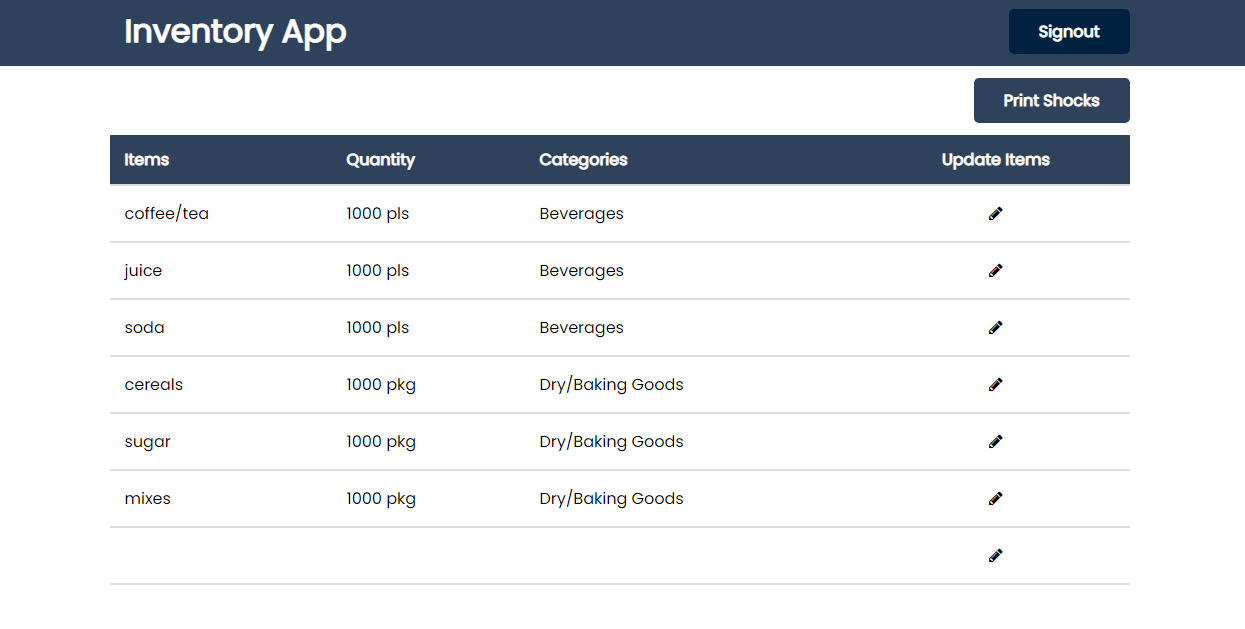 Inventory App
Signout
Print Shocks
Items Quantity Categories Update Items
coffee/tea 1000 pls Beverages
juice 1000 pls Beverages
soda 1000 pls Beverages
cereals 1000 pkg Dry/Baking Goods
sugar 1000 pkg Dry/Baking Goods
mixes 1000 pkg Dry/Baking Goods